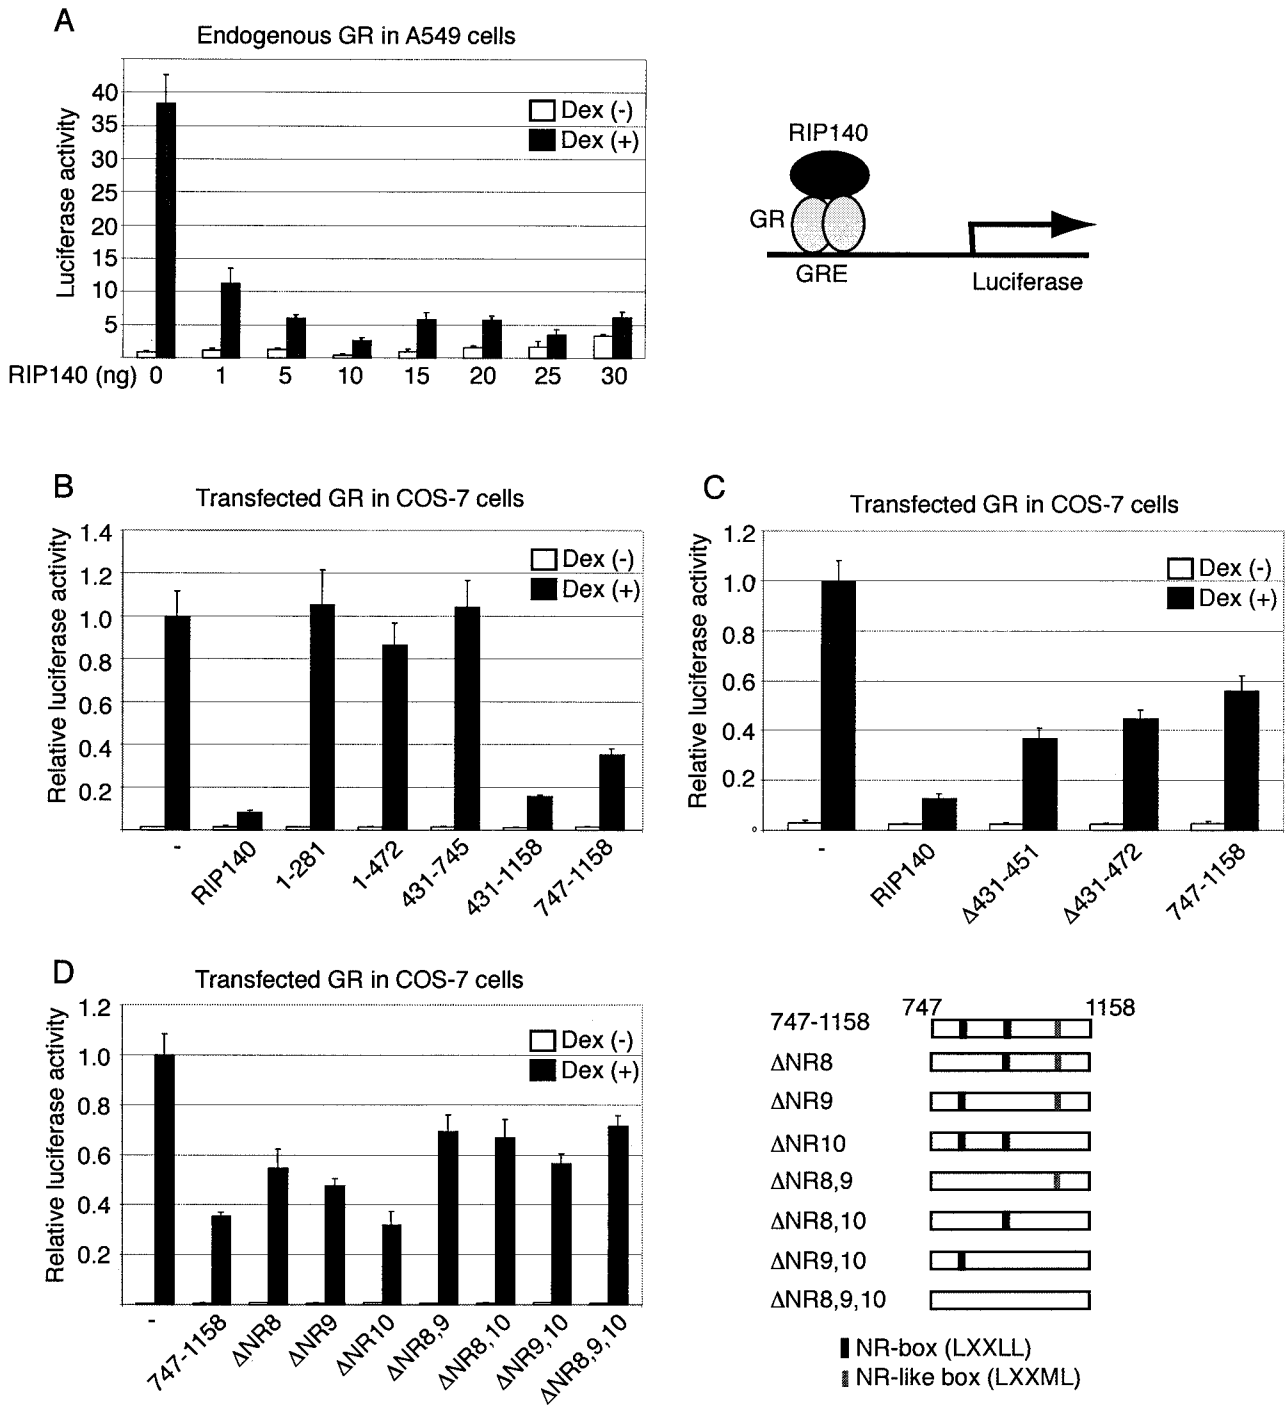 A
Endogenous GR in A549 cells
Luciferase activity
40
35
30
25
20
15
10
5
Dex (-)
Dex (+)
RIP140 (ng) 0 1 5 10 15 20 25 30
RIP140
GR
GRE
Luciferase
B
Transfected GR in COS-7 cells
Relative luciferase activity
1.4
1.2
1.0
0.8
0.6
0.4
0.2
Dex (-)
Dex (+)
-
RIP140
1-281
1-472
431-745
431-1158
747-1158
C
Transfected GR in COS-7 cells
Relative luciferase activity
1.2
1.0
0.8
0.6
0.4
0.2
0
Dex (-)
Dex (+)
-
RIP140
Δ431-451
Δ431-472
747-1158
D
Transfected GR in COS-7 cells
Relative luciferase activity
1.2
1.0
0.8
0.6
0.4
0.2
Dex (-)
Dex (+)
-
747-1158
ΔNR8
ΔNR9
ΔNR10
ΔNR8,9
ΔNR8,10
ΔNR9,10
ΔNR8,9,10
747 1158
747-1158
ΔNR8
ΔNR9
ΔNR10
ΔNR8,9
ΔNR8,10
ΔNR9,10
ΔNR8,9,10
NR-box (LXXLL)
NR-like box (LXXML)